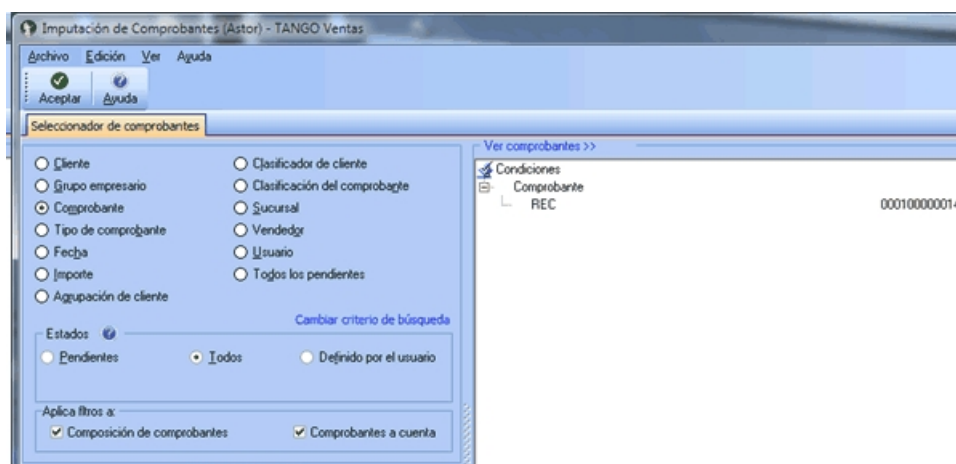 Imputación de Comprobantes (Astor) - TANGO Ventas
Archivo Edición Ver Ayuda
Aceptar Ayuda
Seleccionador de comprobantes
Cliente Clasificador de cliente
Grupo empresario Clasificación del comprobante
Comprobante Sucursal
Tipo de comprobante Vendedor
Fecha Usuario
Importe Todos los pendientes
Agrupación de cliente
Cambiar criterio de búsqueda
Estados
Pendientes Todos Definido por el usuario
Aplica filtros a:
Composición de comprobantes Comprobantes a cuenta
Ver comprobantes >>
Condiciones
Comprobante
REC 00010000014